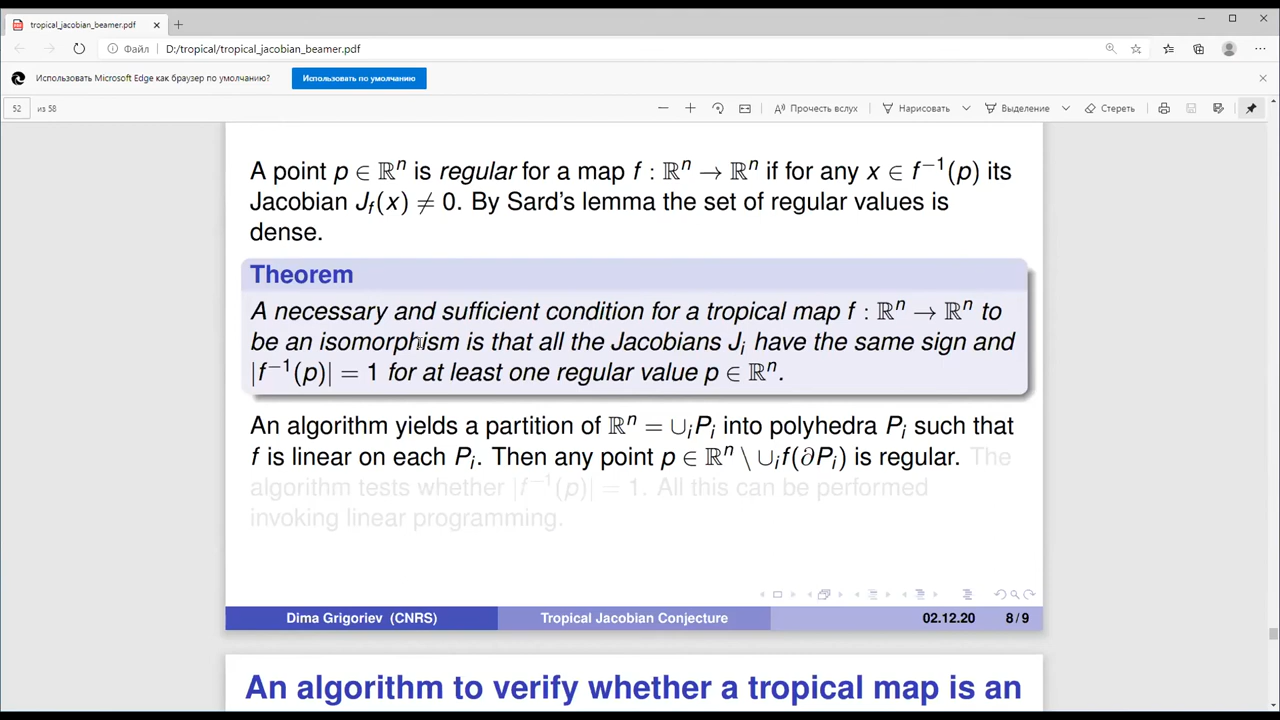 tropical_jacobian_beamer.pdf
Файл D:/tropical/tropical_jacobian_beamer.pdf
Использовать Microsoft Edge как браузер по умолчанию? Использовать по умолчанию
52 из 58 Прочесть вслух Нарисовать Выделение Стереть
A point p ∈ ℝⁿ is regular for a map f : ℝⁿ → ℝⁿ if for any x ∈ f⁻¹(p) its
Jacobian J_f(x) ≠ 0. By Sard's lemma the set of regular values is
dense.
Theorem
A necessary and sufficient condition for a tropical map f : ℝⁿ → ℝⁿ to
be an isomorphism is that all the Jacobians J_i have the same sign and
|f⁻¹(p)| = 1 for at least one regular value p ∈ ℝⁿ.
An algorithm yields a partition of ℝⁿ = ∪_iP_i into polyhedra P_i such that
f is linear on each P_i. Then any point p ∈ ℝⁿ \ ∪_if(∂P_i) is regular. The
algorithm tests whether |f⁻¹(p)| = 1. All this can be performed
invoking linear programming.
Dima Grigoriev (CNRS) Tropical Jacobian Conjecture 02.12.20 8 / 9
An algorithm to verify whether a tropical map is an